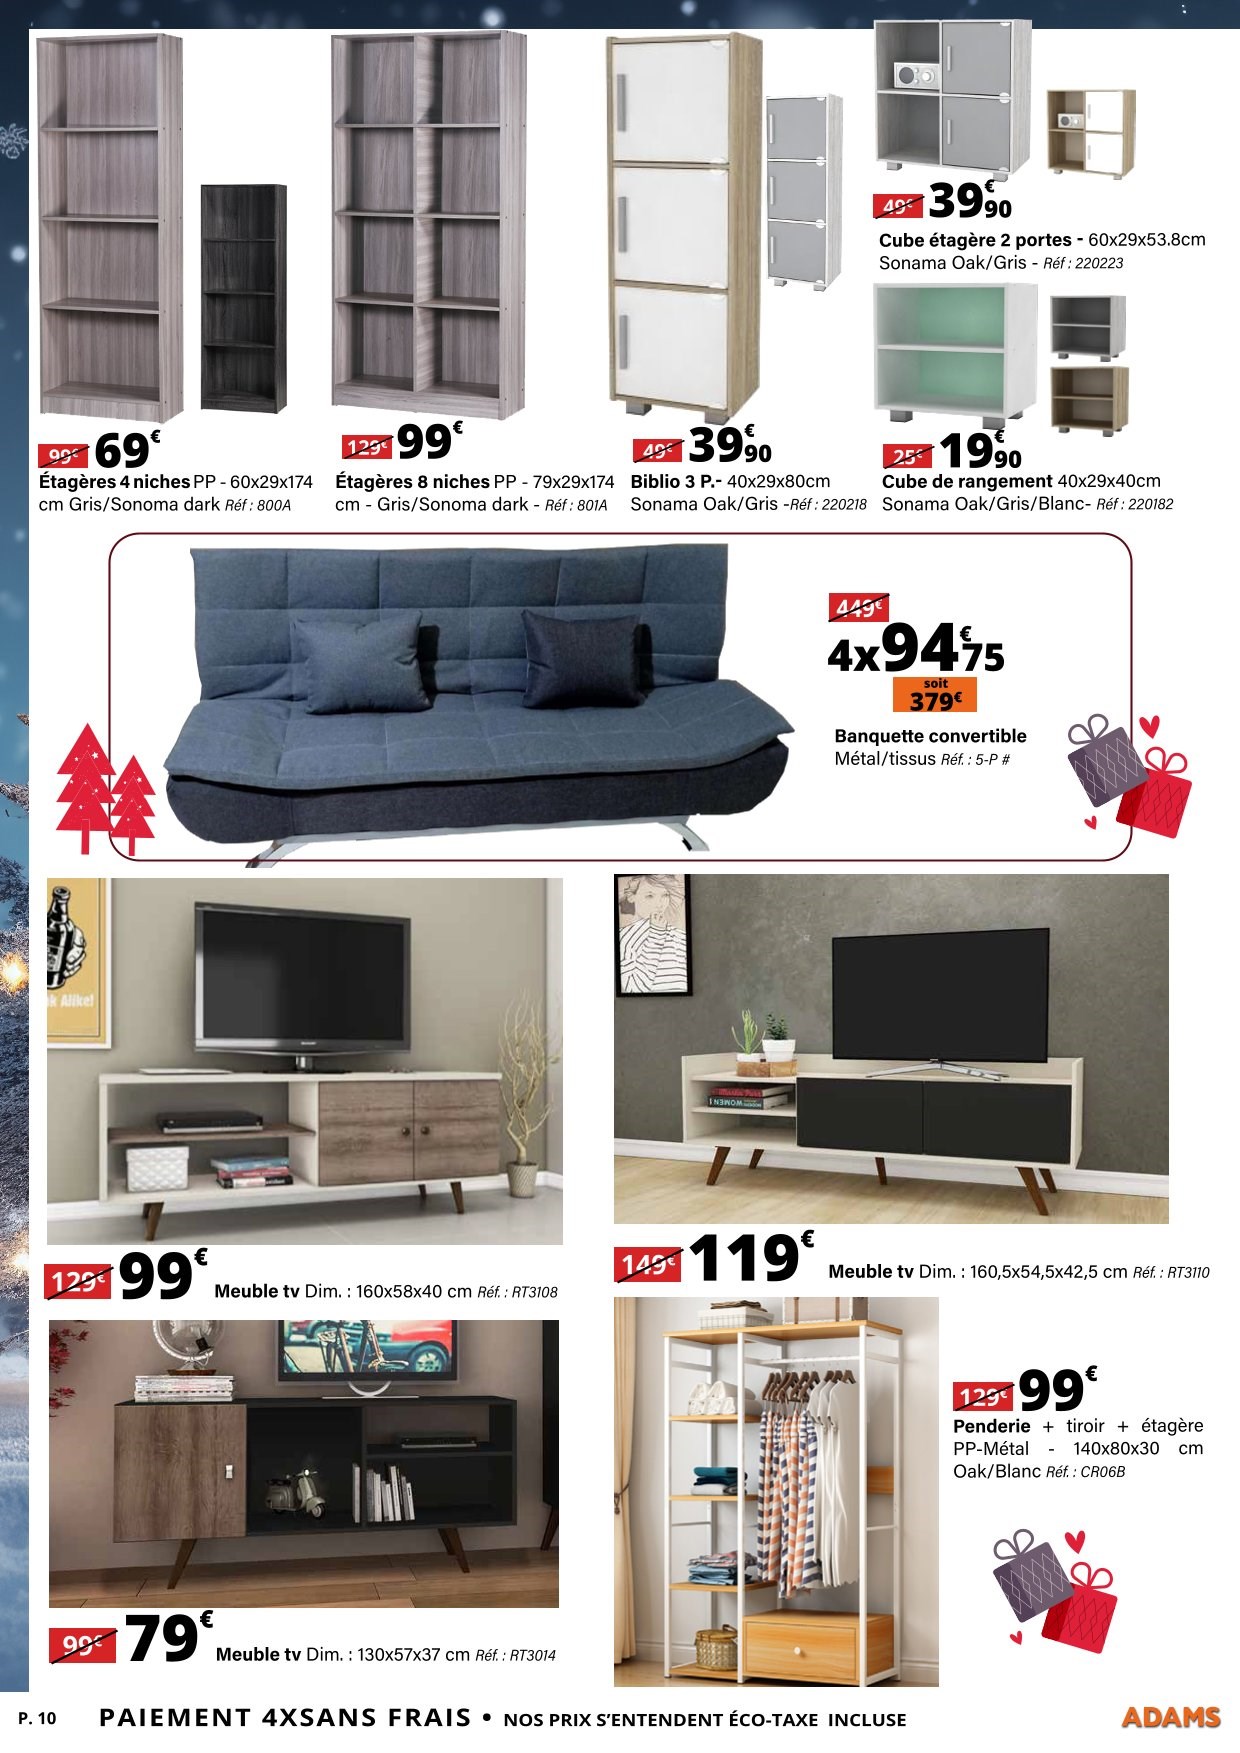 49€ 39€90
Cube étagère 2 portes - 60x29x53.8cm
Sonama Oak/Gris - Réf : 220223
99€ 69€
Étagères 4 niches PP - 60x29x174
cm Gris/Sonoma dark Réf : 800A
129€ 99€
Étagères 8 niches PP - 79x29x174
cm - Gris/Sonoma dark - Réf : 801A
49€ 39€90
Biblio 3 P.- 40x29x80cm
Sonama Oak/Gris -Réf : 220218
25€ 19€90
Cube de rangement 40x29x40cm
Sonama Oak/Gris/Blanc- Réf : 220182
449€
4x94€75
soit
379€
Banquette convertible
Métal/tissus Réf. : 5-P #
k Alike!
WOMEN
129€ 99€
Meuble tv Dim. : 160x58x40 cm Réf. : RT3108
149€ 119€
Meuble tv Dim. : 160,5x54,5x42,5 cm Réf. : RT3110
129€ 99€
Penderie + tiroir + étagère
PP-Métal - 140x80x30 cm
Oak/Blanc Réf. : CR06B
99€ 79€
Meuble tv Dim. : 130x57x37 cm Réf. : RT3014
P. 10 PAIEMENT 4XSANS FRAIS • NOS PRIX S’ENTENDENT ÉCO-TAXE INCLUSE ADAMS